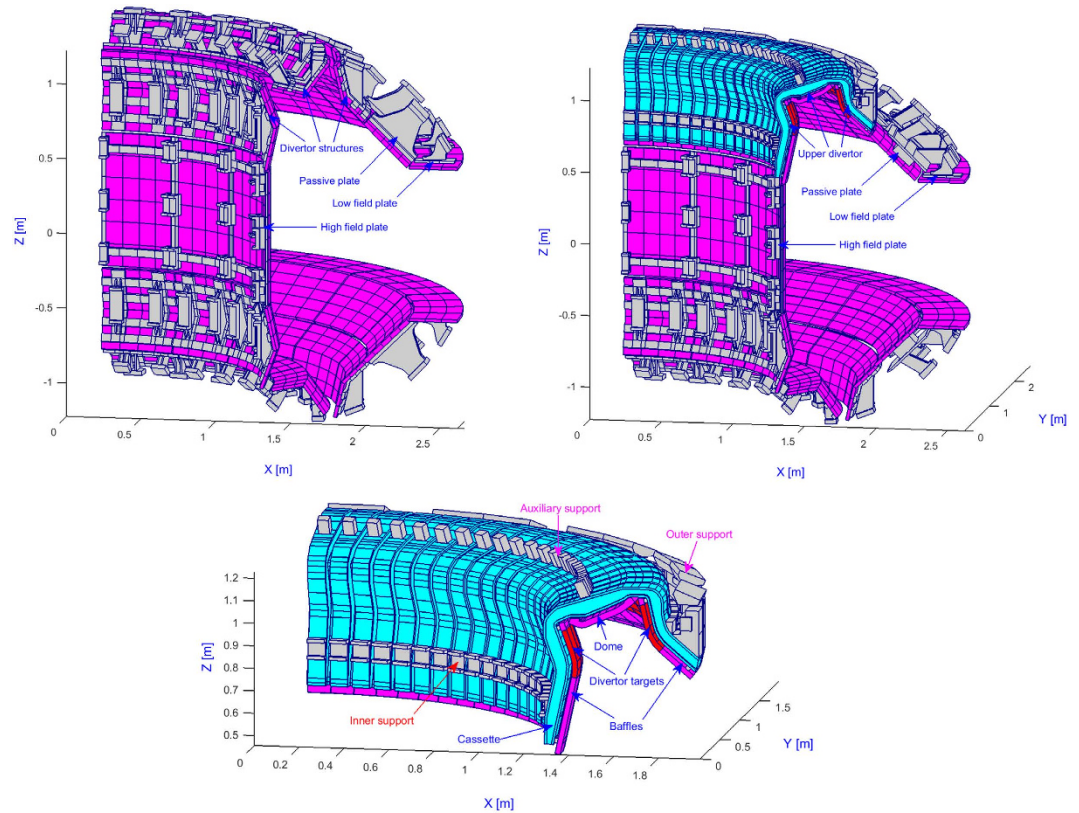 1
0.5
0
-0.5
-1
Z [m]
0
0.5
1
1.5
2
2.5
X [m]
Divertor structures
Passive plate
Low field plate
High field plate
1
0.5
0
-0.5
-1
Z [m]
0
0.5
1
1.5
2
2.5
X [m]
0
1
2
Y [m]
Upper divertor
Passive plate
Low field plate
High field plate
Auxiliary support
Outer support
1.2
1.1
1
0.9
0.8
0.7
0.6
0.5
Z [m]
Dome
Divertor targets
Inner support
Baffles
Cassette
0
0.2
0.4
0.6
0.8
1
1.2
1.4
1.6
1.8
X [m]
0
0.5
1
1.5
Y [m]